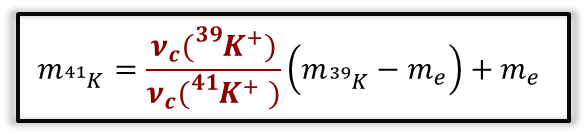 m₄₁K = νc(³⁹K⁺) / νc(⁴¹K⁺) (m₃₉K − mₑ) + mₑ